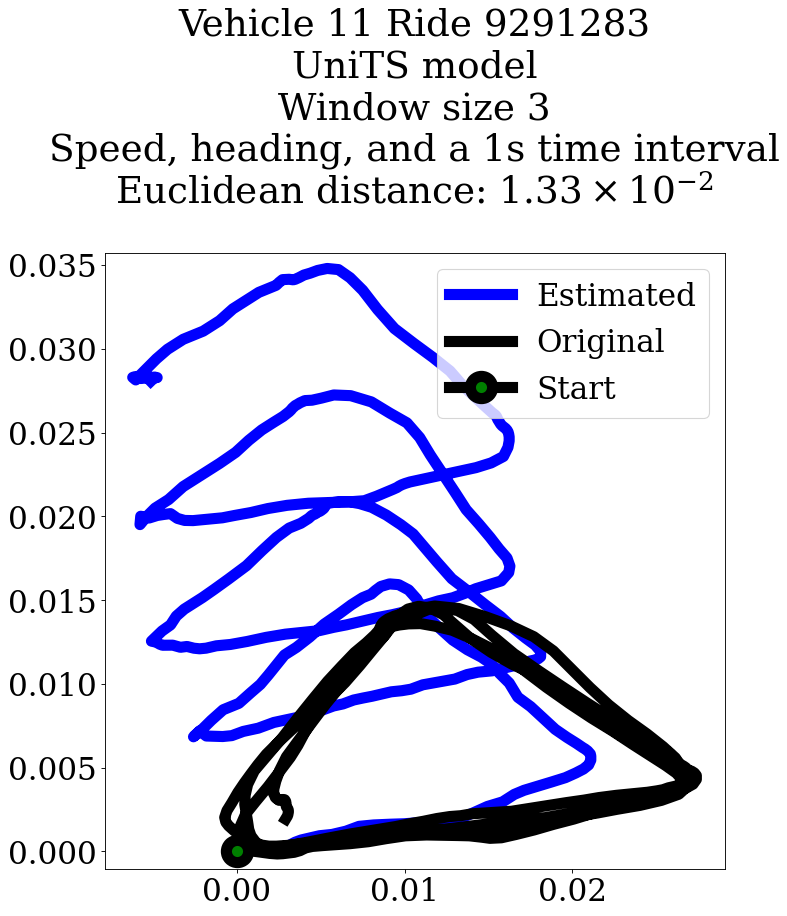 Vehicle 11 Ride 9291283
UniTS model
Window size 3
Speed, heading, and a 1s time interval
Euclidean distance: 1.33 × 10⁻²
0.035
0.030
0.025
0.020
0.015
0.010
0.005
0.000
Estimated
Original
Start
0.00 0.01 0.02